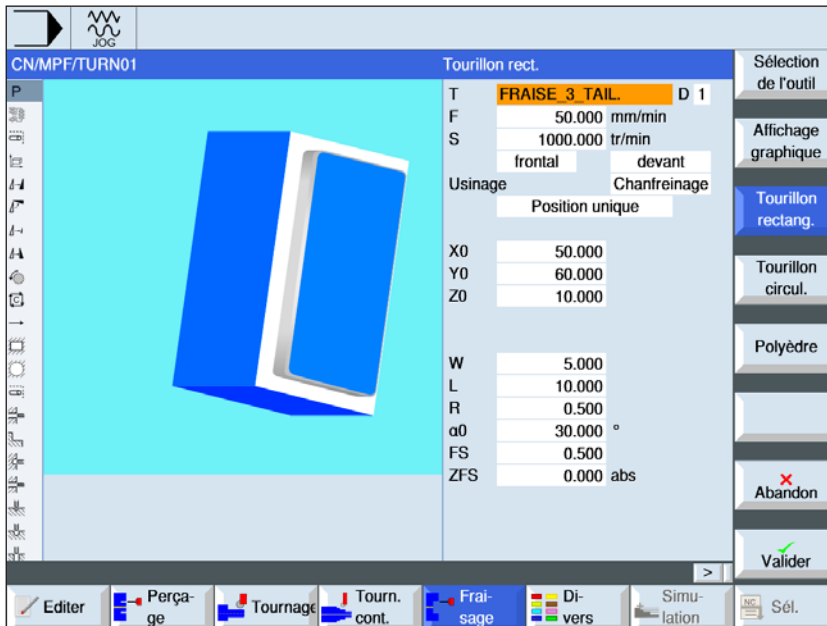 JOG
CN/MPF/TURN01
Tourillon rect.
P
T FRAISE_3_TAIL. D 1
F 50.000 mm/min
S 1000.000 tr/min
frontal devant
Usinage Chanfreinage
Position unique
X0 50.000
Y0 60.000
Z0 10.000
W 5.000
L 10.000
R 0.500
α0 30.000 °
FS 0.500
ZFS 0.000 abs
>
Sélection
de l'outil
Affichage
graphique
Tourillon
rectang.
Tourillon
circul.
Polyèdre
Abandon
Valider
Editer
Perça-
ge
Tournage
Tourn.
cont.
Frai-
sage
Di-
vers
Simu-
lation
NC
Sél.